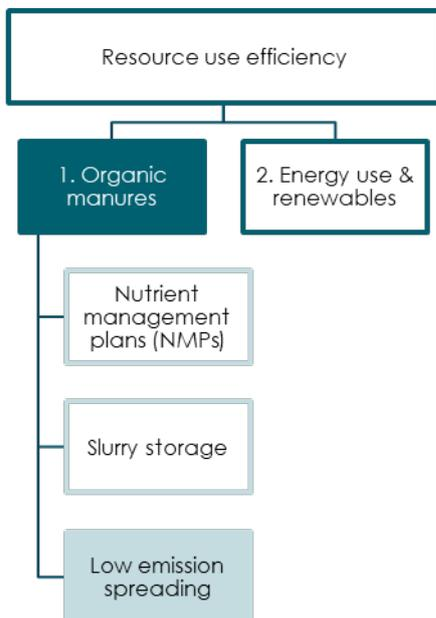 Resource use efficiency
1. Organic
manures
2. Energy use &
renewables
Nutrient
management
plans (NMPs)
Slurry storage
Low emission
spreading